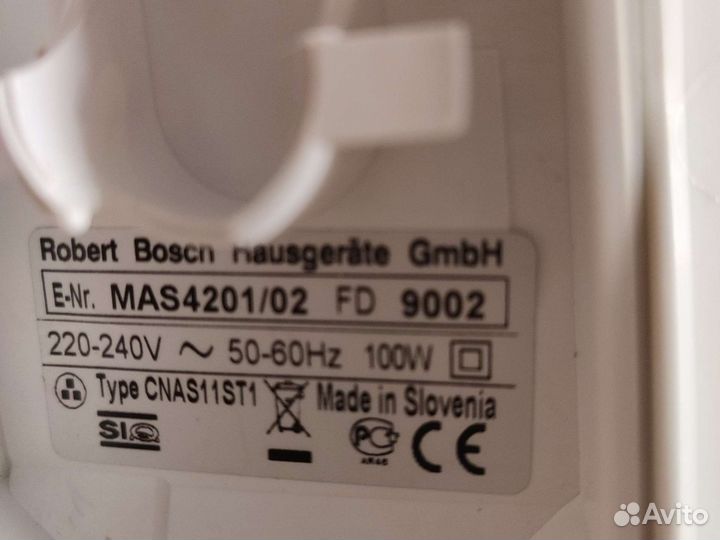 Robert Bosch Hausgeräte GmbH
E-Nr. MAS4201/02 FD 9002
220-240V ~ 50-60Hz 100W
Type CNAS11ST1 Made in Slovenia
SIQ
CE
Avito